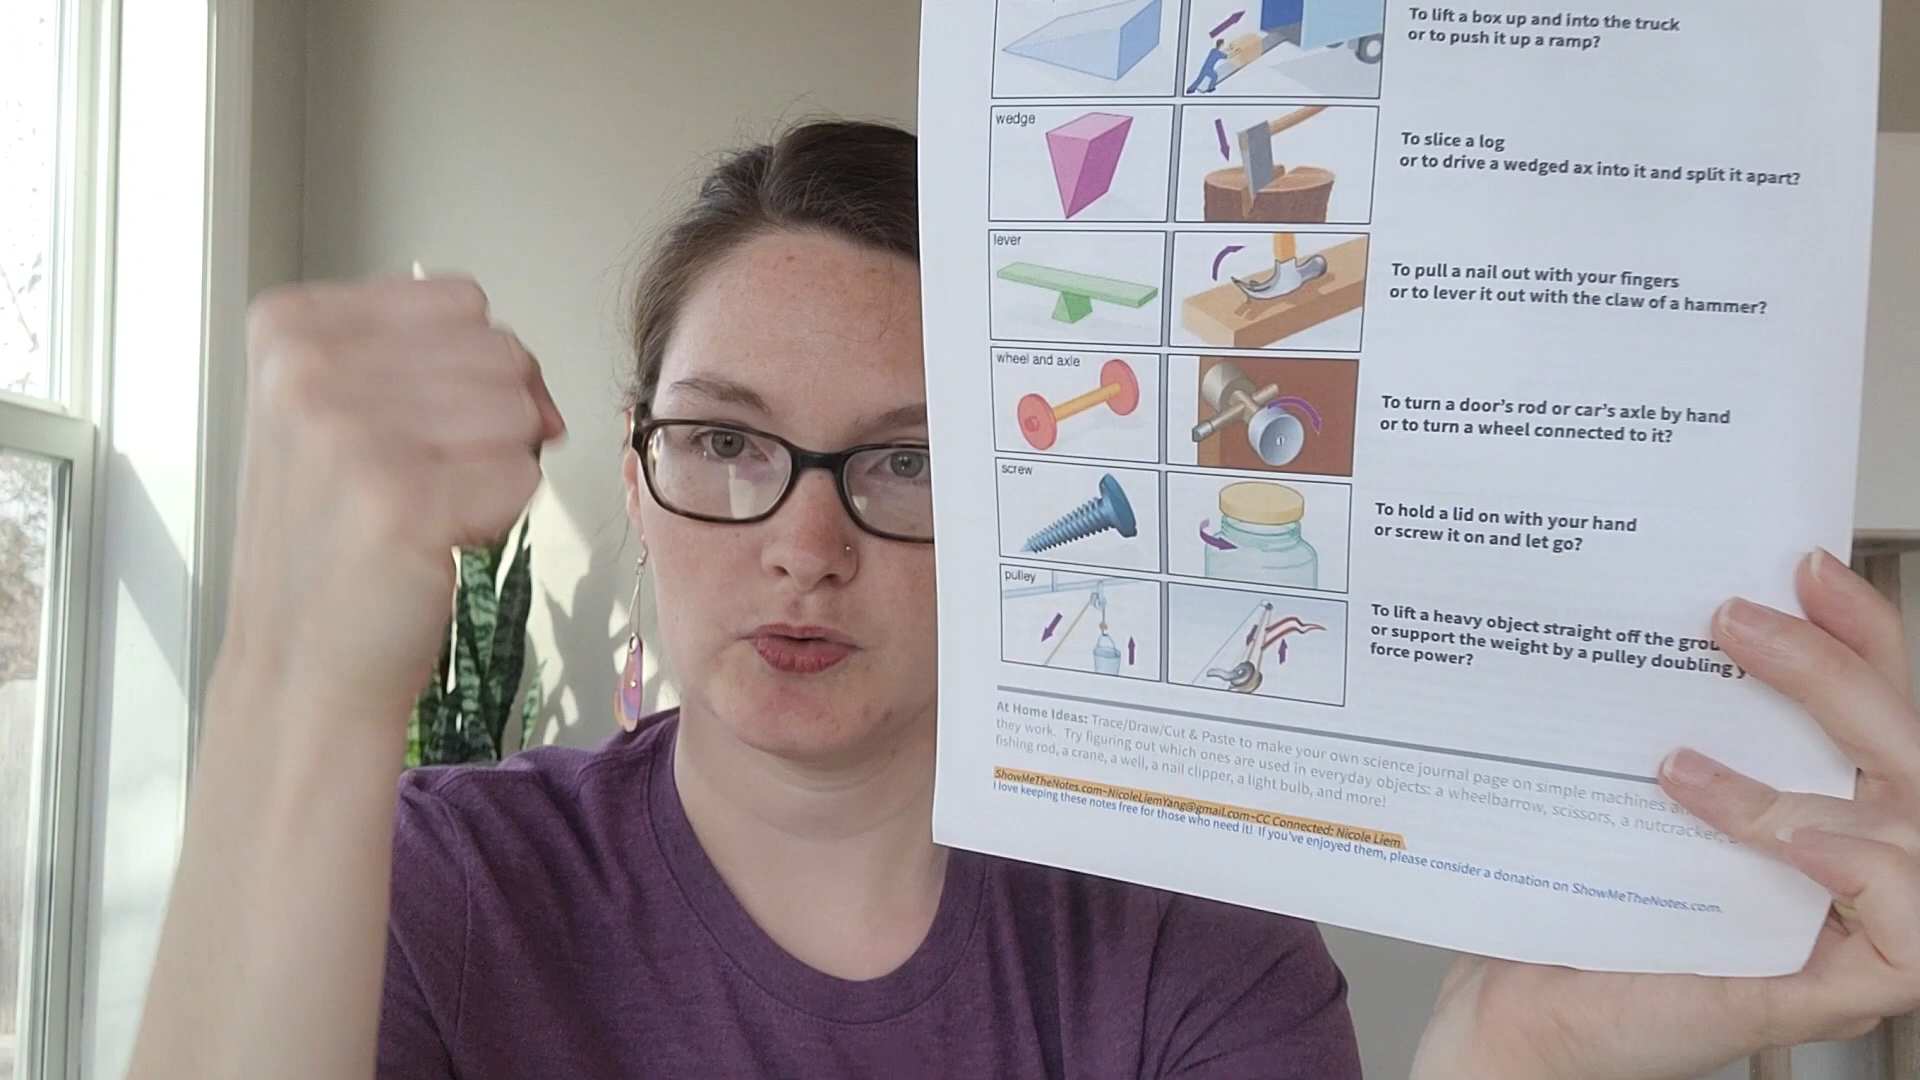 To lift a box up and into the truck
or to push it up a ramp?
wedge
To slice a log
or to drive a wedged ax into it and split it apart?
lever
To pull a nail out with your fingers
or to lever it out with the claw of a hammer?
wheel and axle
To turn a door's rod or car's axle by hand
or to turn a wheel connected to it?
screw
To hold a lid on with your hand
or screw it on and let go?
pulley
To lift a heavy object straight off the
or support the weight by a pulley doubling
force power?
At Home Ideas: Trace/Draw/Cut & Paste to make your own science journal page on simple machines
they work. Try figuring out which ones are used in everyday objects: a wheelbarrow, scissors, a nutcracker,
fishing rod, a crane, a well, a nail clipper, a light bulb, and more!
ShowMeTheNotes.com~NicoleLiemYang@gmail.com~CC Connected: Nicole Liem
I love keeping these notes free for those who need it! If you've enjoyed them, please consider a donation on ShowMeTheNotes.com.